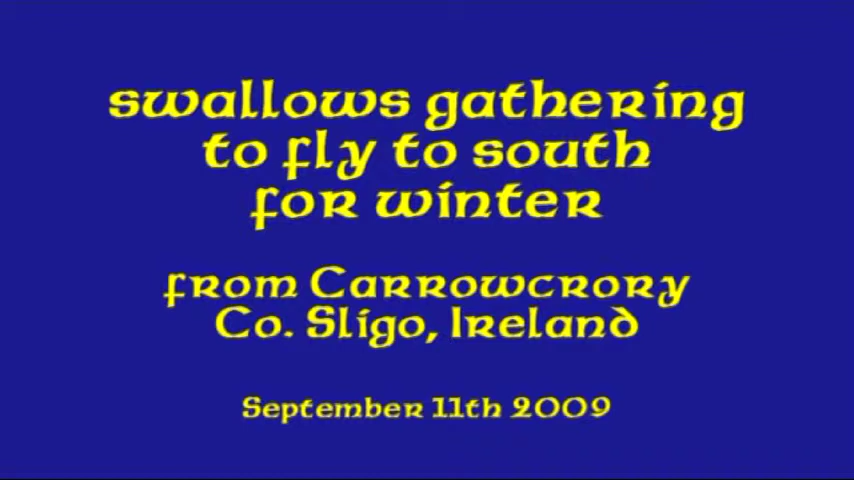 swallows gathering
to fly to south
for winter
from Carrowcrory
Co. Sligo, Ireland
September 11th 2009